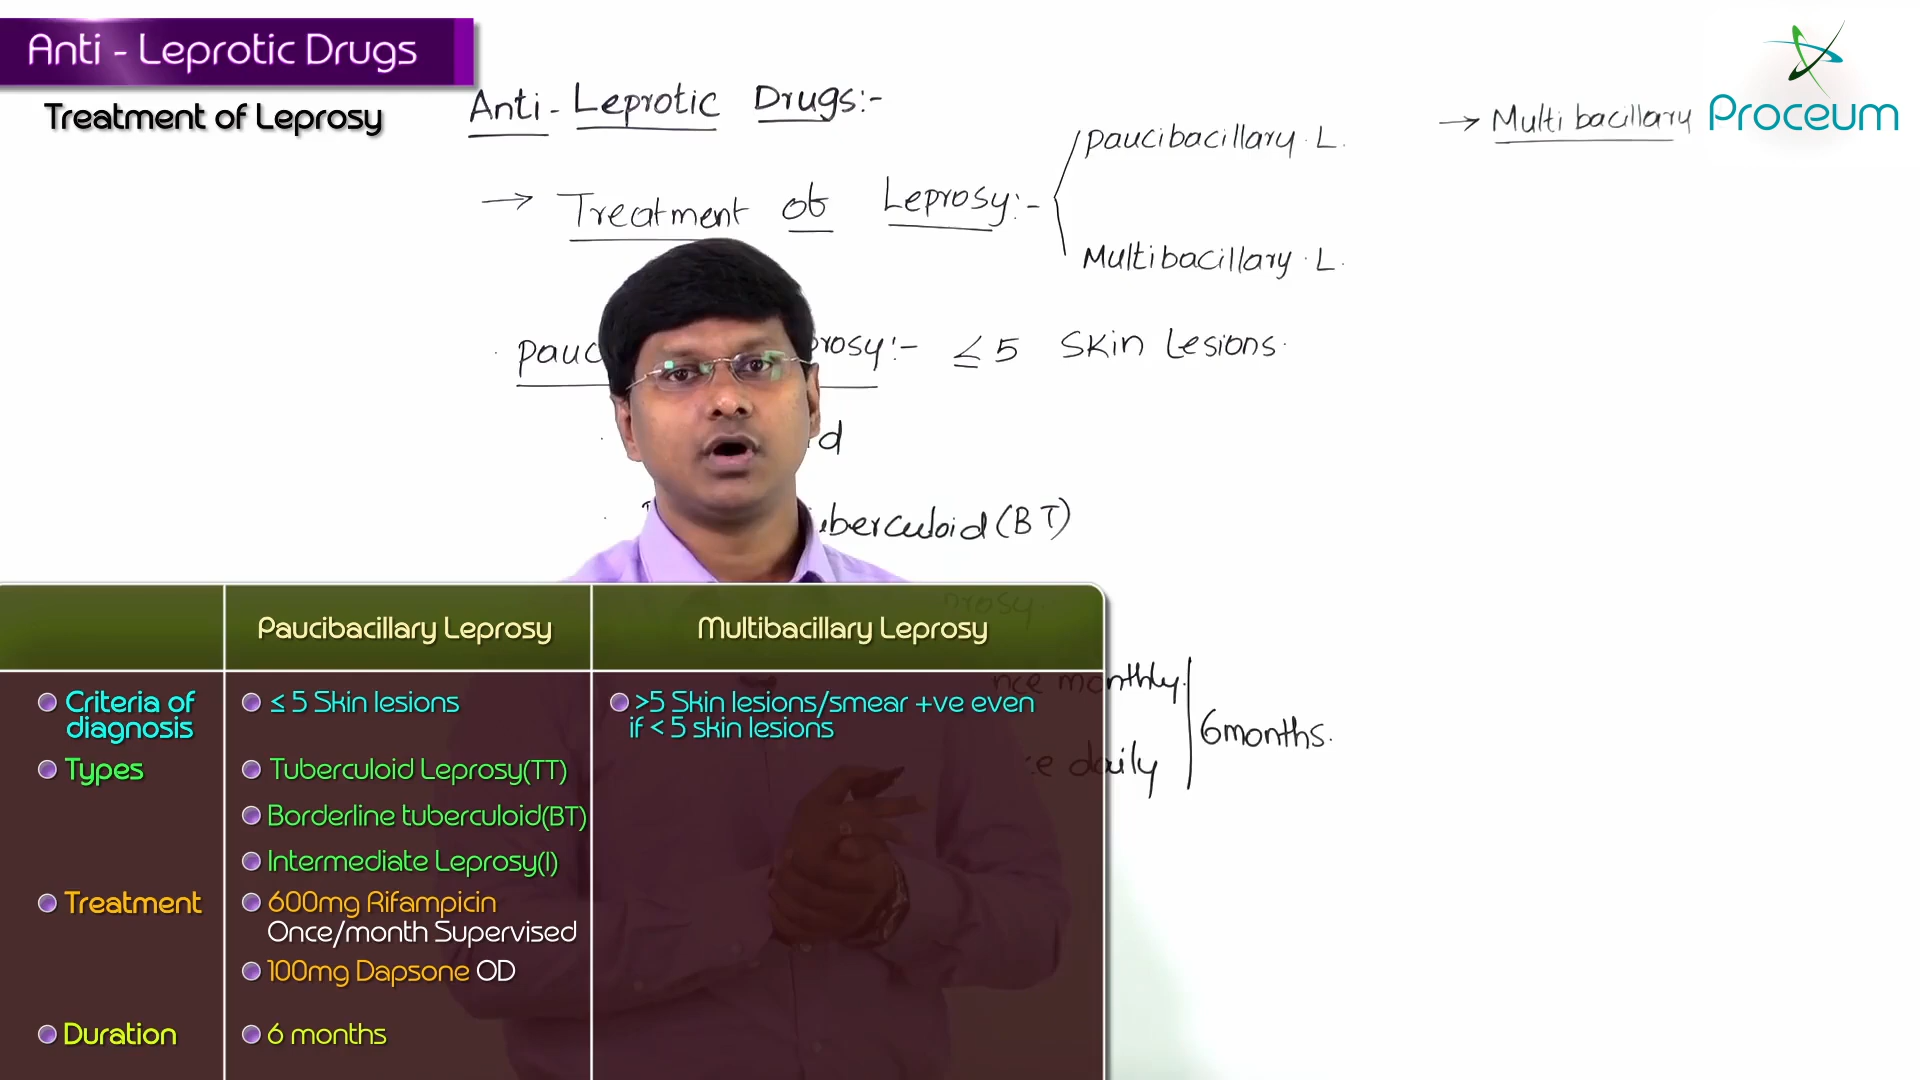 Anti - Leprotic Drugs
Treatment of Leprosy
Proceum
Anti - Leprotic Drugs:-
→ Treatment of Leprosy:-
Paucibacillary. L.
Multibacillary. L.
→ Multi bacillary
≤ 5 Skin Lesions.
(BT)
monthly
daily
6months.
Paucibacillary Leprosy
Multibacillary Leprosy
Criteria of
diagnosis
≤ 5 Skin lesions
>5 Skin lesions/smear +ve even
if < 5 skin lesions
Types
Tuberculoid Leprosy(TT)
Borderline tuberculoid(BT)
Intermediate Leprosy(I)
Treatment
600mg Rifampicin
Once/month Supervised
100mg Dapsone OD
Duration
6 months